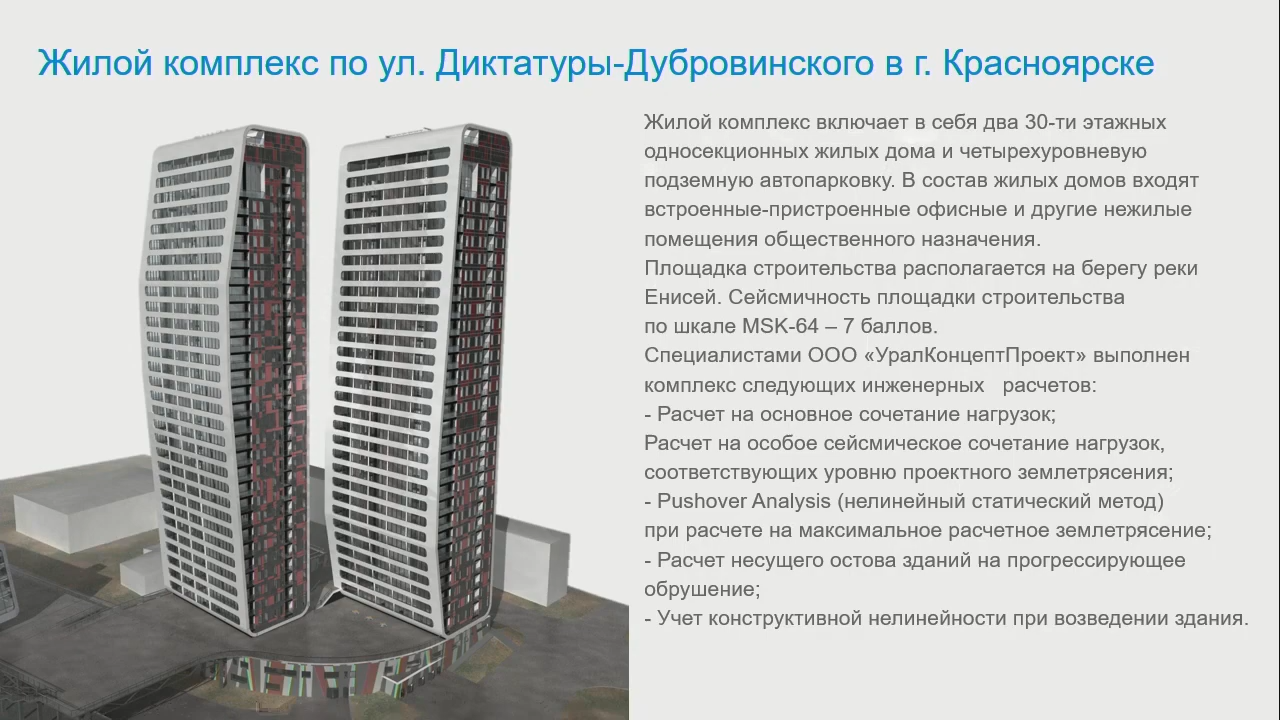 Жилой комплекс по ул. Диктатуры-Дубровинского в г. Красноярске
Жилой комплекс включает в себя два 30-ти этажных
односекционных жилых дома и четырехуровневую
подземную автопарковку. В состав жилых домов входят
встроенные-пристроенные офисные и другие нежилые
помещения общественного назначения.
Площадка строительства располагается на берегу реки
Енисей. Сейсмичность площадки строительства
по шкале MSK-64 – 7 баллов.
Специалистами ООО «УралКонцептПроект» выполнен
комплекс следующих инженерных   расчетов:
- Расчет на основное сочетание нагрузок;
Расчет на особое сейсмическое сочетание нагрузок,
соответствующих уровню проектного землетрясения;
- Pushover Analysis (нелинейный статический метод)
при расчете на максимальное расчетное землетрясение;
- Расчет несущего остова зданий на прогрессирующее
обрушение;
- Учет конструктивной нелинейности при возведении здания.